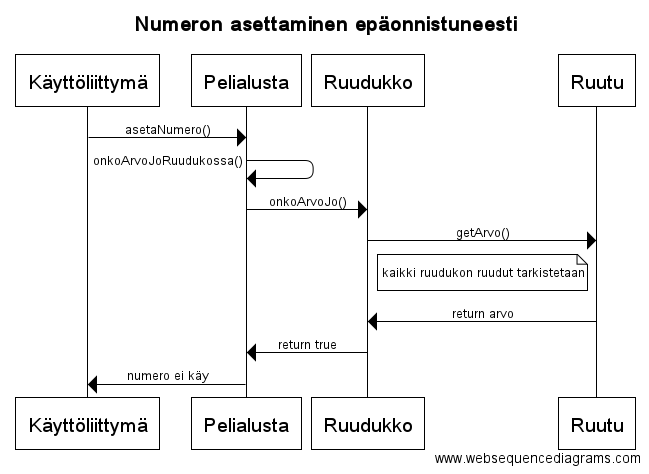 Numeron asettaminen epäonnistuneesti
Käyttöliittymä
Pelialusta
Ruudukko
Ruutu
asetaNumero()
onkoArvoJoRuudukossa()
onkoArvoJo()
getArvo()
kaikki ruudukon ruudut tarkistetaan
return arvo
return true
numero ei käy
Käyttöliittymä
Pelialusta
Ruudukko
Ruutu
www.websequencediagrams.com